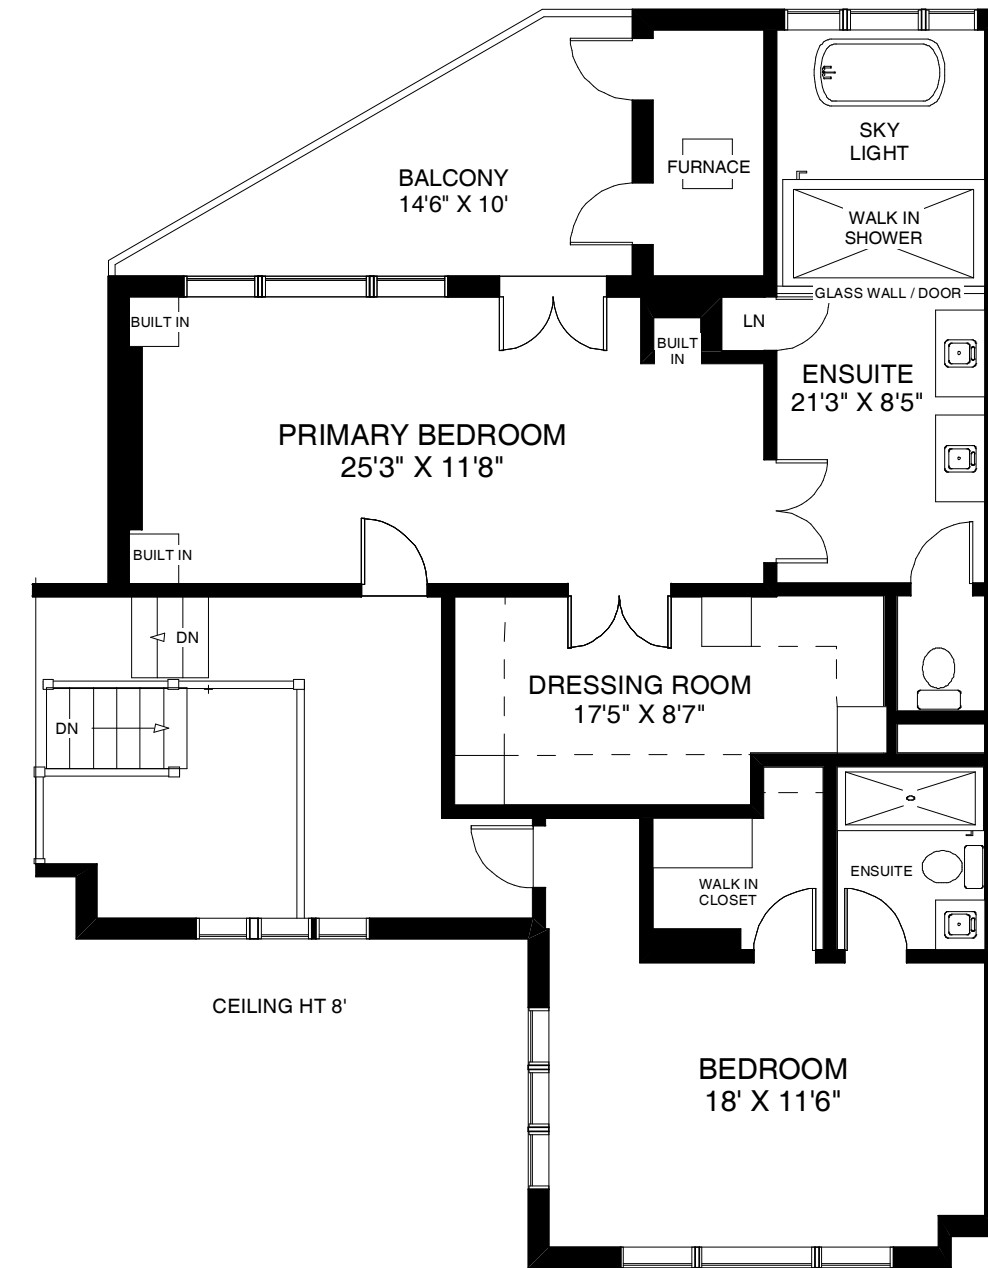 SKY
LIGHT
BALCONY
14'6" X 10'
FURNACE
WALK IN
SHOWER
GLASS WALL / DOOR
BUILT IN
LN
BUILT
IN
ENSUITE
21'3" X 8'5"
PRIMARY BEDROOM
25'3" X 11'8"
BUILT IN
DN
DRESSING ROOM
17'5" X 8'7"
DN
ENSUITE
WALK IN
CLOSET
CEILING HT 8'
BEDROOM
18' X 11'6"